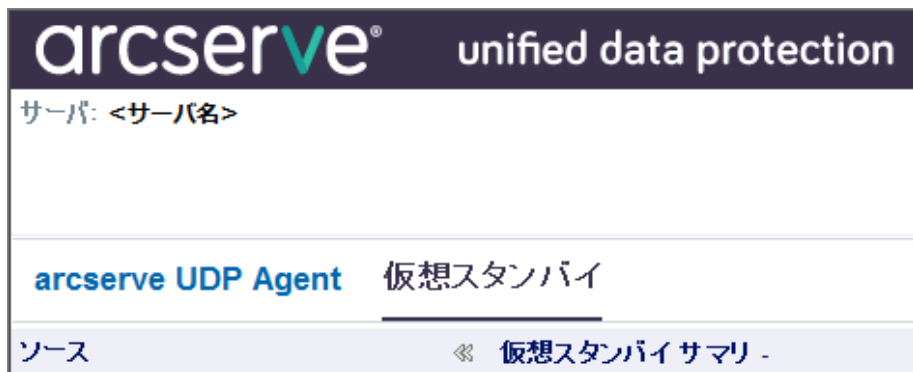 arcserve® unified data protection
サーバ: <サーバ名>
arcserve UDP Agent 仮想スタンバイ
ソース « 仮想スタンバイ サマリ -